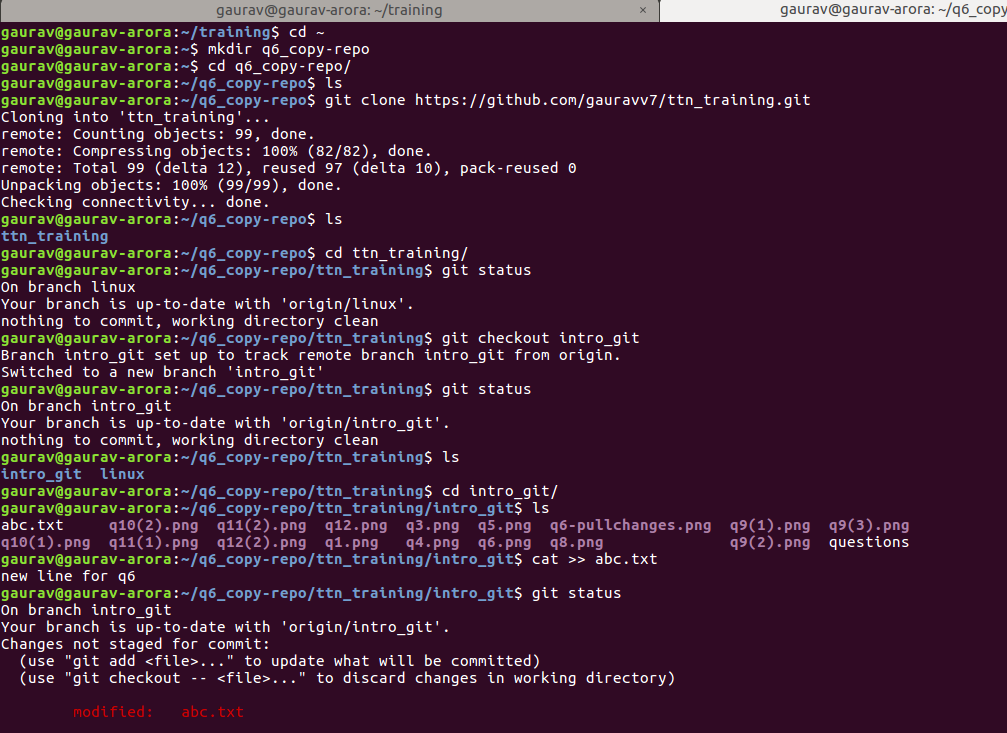 gaurav@gaurav-arora: ~/training × gaurav@gaurav-arora: ~/q6_copy
gaurav@gaurav-arora:~/training$ cd ~
gaurav@gaurav-arora:~$ mkdir q6_copy-repo
gaurav@gaurav-arora:~$ cd q6_copy-repo/
gaurav@gaurav-arora:~/q6_copy-repo$ ls
gaurav@gaurav-arora:~/q6_copy-repo$ git clone https://github.com/gauravv7/ttn_training.git
Cloning into 'ttn_training'...
remote: Counting objects: 99, done.
remote: Compressing objects: 100% (82/82), done.
remote: Total 99 (delta 12), reused 97 (delta 10), pack-reused 0
Unpacking objects: 100% (99/99), done.
Checking connectivity... done.
gaurav@gaurav-arora:~/q6_copy-repo$ ls
ttn_training
gaurav@gaurav-arora:~/q6_copy-repo$ cd ttn_training/
gaurav@gaurav-arora:~/q6_copy-repo/ttn_training$ git status
On branch linux
Your branch is up-to-date with 'origin/linux'.
nothing to commit, working directory clean
gaurav@gaurav-arora:~/q6_copy-repo/ttn_training$ git checkout intro_git
Branch intro_git set up to track remote branch intro_git from origin.
Switched to a new branch 'intro_git'
gaurav@gaurav-arora:~/q6_copy-repo/ttn_training$ git status
On branch intro_git
Your branch is up-to-date with 'origin/intro_git'.
nothing to commit, working directory clean
gaurav@gaurav-arora:~/q6_copy-repo/ttn_training$ ls
intro_git  linux
gaurav@gaurav-arora:~/q6_copy-repo/ttn_training$ cd intro_git/
gaurav@gaurav-arora:~/q6_copy-repo/ttn_training/intro_git$ ls
abc.txt     q10(2).png  q11(2).png  q12.png  q3.png  q5.png  q6-pullchanges.png  q9(1).png  q9(3).png
q10(1).png  q11(1).png  q12(2).png  q1.png   q4.png  q6.png  q8.png              q9(2).png  questions
gaurav@gaurav-arora:~/q6_copy-repo/ttn_training/intro_git$ cat >> abc.txt
new line for q6
gaurav@gaurav-arora:~/q6_copy-repo/ttn_training/intro_git$ git status
On branch intro_git
Your branch is up-to-date with 'origin/intro_git'.
Changes not staged for commit:
  (use "git add <file>..." to update what will be committed)
  (use "git checkout -- <file>..." to discard changes in working directory)
        modified:   abc.txt